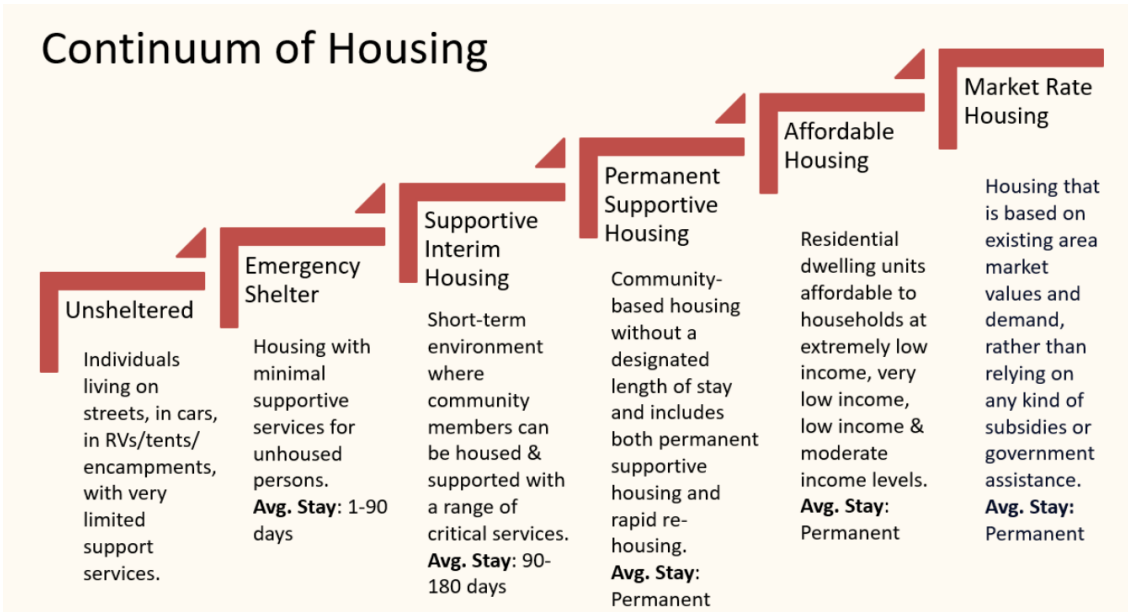 Continuum of Housing
Unsheltered
Individuals
living on
streets, in cars,
in RVs/tents/
encampments,
with very
limited
support
services.
Emergency
Shelter
Housing with
minimal
supportive
services for
unhoused
persons.
Avg. Stay: 1-90
days
Supportive
Interim
Housing
Short-term
environment
where
community
members can
be housed &
supported with
a range of
critical services.
Avg. Stay: 90-
180 days
Permanent
Supportive
Housing
Community-
based housing
without a
designated
length of stay
and includes
both permanent
supportive
housing and
rapid re-
housing.
Avg. Stay:
Permanent
Affordable
Housing
Residential
dwelling units
affordable to
households at
extremely low
income, very
low income,
low income &
moderate
income levels.
Avg. Stay:
Permanent
Market Rate
Housing
Housing that
is based on
existing area
market
values and
demand,
rather than
relying on
any kind of
subsidies or
government
assistance.
Avg. Stay:
Permanent